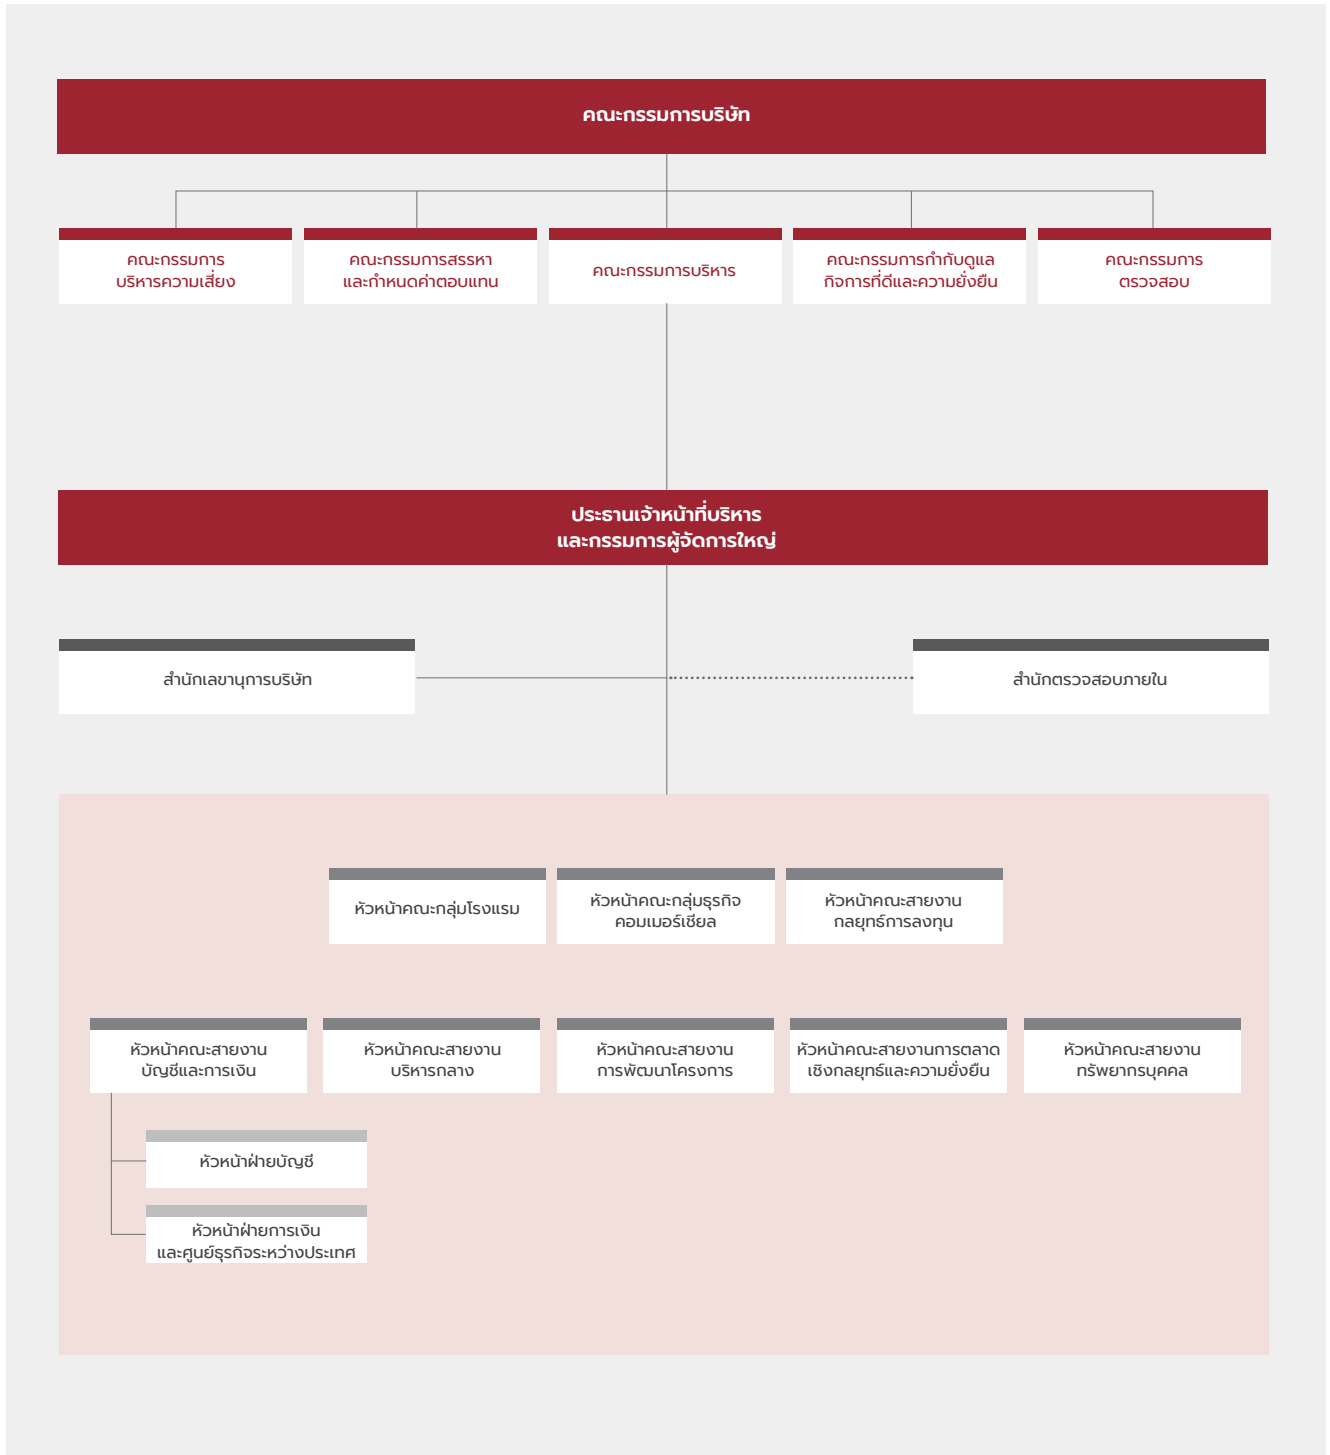 คณะกรรมการบริษัท
คณะกรรมการ
บริหารความเสี่ยง
คณะกรรมการสรรหา
และกำหนดค่าตอบแทน
คณะกรรมการบริหาร
คณะกรรมการกำกับดูแล
กิจการที่ดีและความยั่งยืน
คณะกรรมการ
ตรวจสอบ
ประธานเจ้าหน้าที่บริหาร
และกรรมการผู้จัดการใหญ่
สำนักเลขานุการบริษัท
สำนักตรวจสอบภายใน
หัวหน้าคณะกลุ่มโรงแรม
หัวหน้าคณะกลุ่มธุรกิจ
คอมเมอร์เชียล
หัวหน้าคณะสายงาน
กลยุทธ์การลงทุน
หัวหน้าคณะสายงาน
บัญชีและการเงิน
หัวหน้าคณะสายงาน
บริหารกลาง
หัวหน้าคณะสายงาน
การพัฒนาโครงการ
หัวหน้าคณะสายงานการตลาด
เชิงกลยุทธ์และความยั่งยืน
หัวหน้าคณะสายงาน
ทรัพยากรบุคคล
หัวหน้าฝ่ายบัญชี
หัวหน้าฝ่ายการเงิน
และศูนย์ธุรกิจระหว่างประเทศ